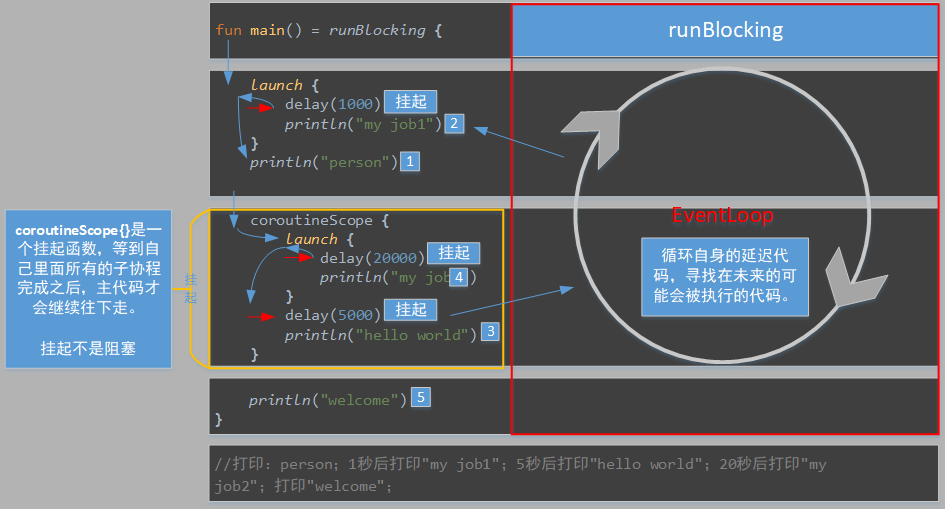 fun main() = runBlocking {
runBlocking
launch {
delay(1000) 挂起
println("my job1") 2
}
println("person") 1
coroutineScope {
launch {
delay(20000) 挂起
println("my job 4 )
}
delay(5000) 挂起
println("hello world") 3
}
coroutineScope{}是一
个挂起函数，等到自
己里面所有的子协程
完成之后，主代码才
会继续往下走。
挂起不是阻塞
挂
起
EventLoop
循环自身的延迟代
码，寻找在未来的可
能会被执行的代码。
println("welcome") 5
}
//打印：person；1秒后打印"my job1"；5秒后打印"hello world"；20秒后打印"my
job2"；打印"welcome"；